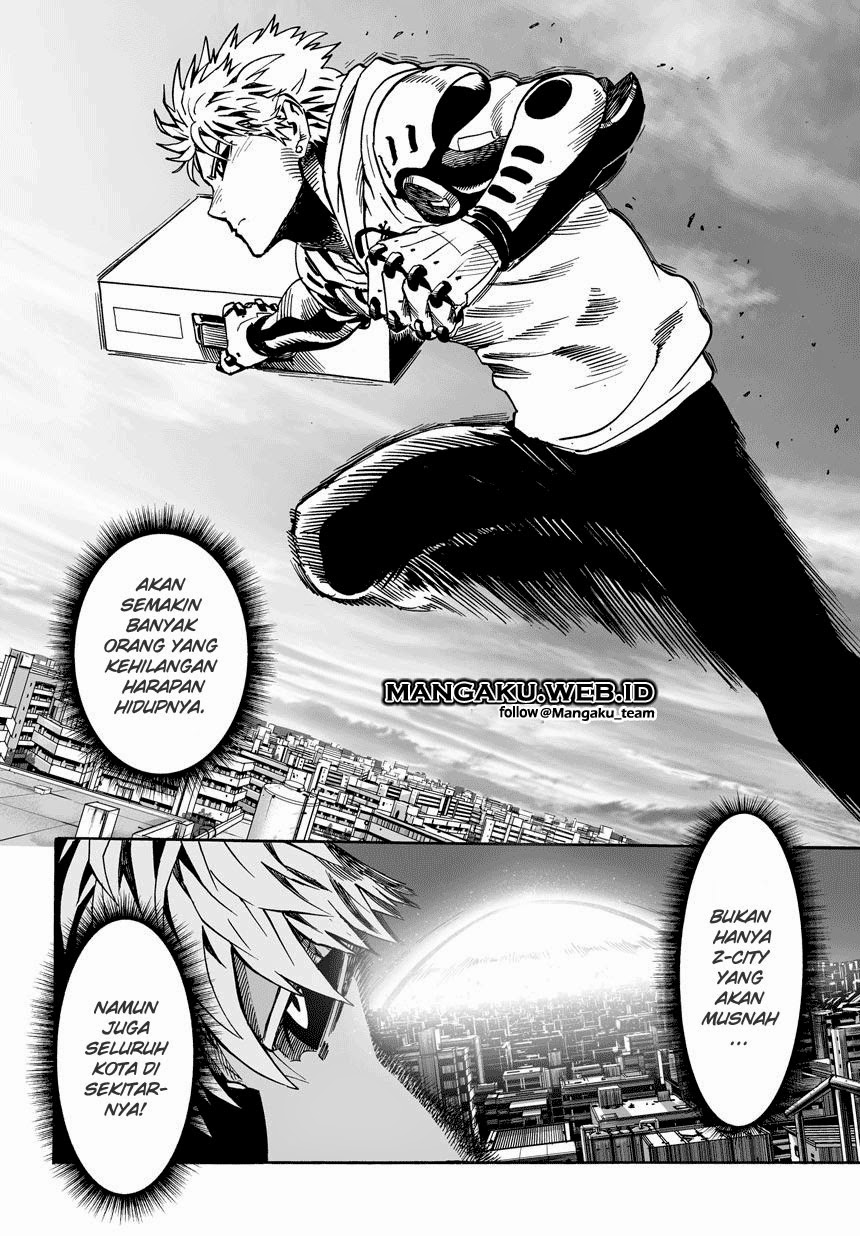 AKAN
SEMAKIN
BANYAK
ORANG YANG
KEHILANGAN
HARAPAN
HIDUPNYA.
MANGAKU.WEB.ID
follow @Mangaku_team
BUKAN
HANYA
Z-CITY
YANG
AKAN
MUSNAH
...
NAMUN
JUGA
SELURUH
KOTA DI
SEKITAR-
NYA!